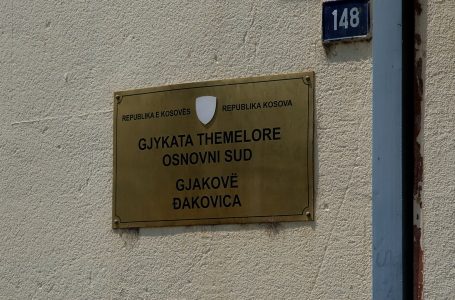 148
REPUBLIKA E KOSOVËS REPUBLIKA KOSOVA
GJYKATA THEMELORE
OSNOVNI SUD
GJAKOVË
ĐAKOVICA